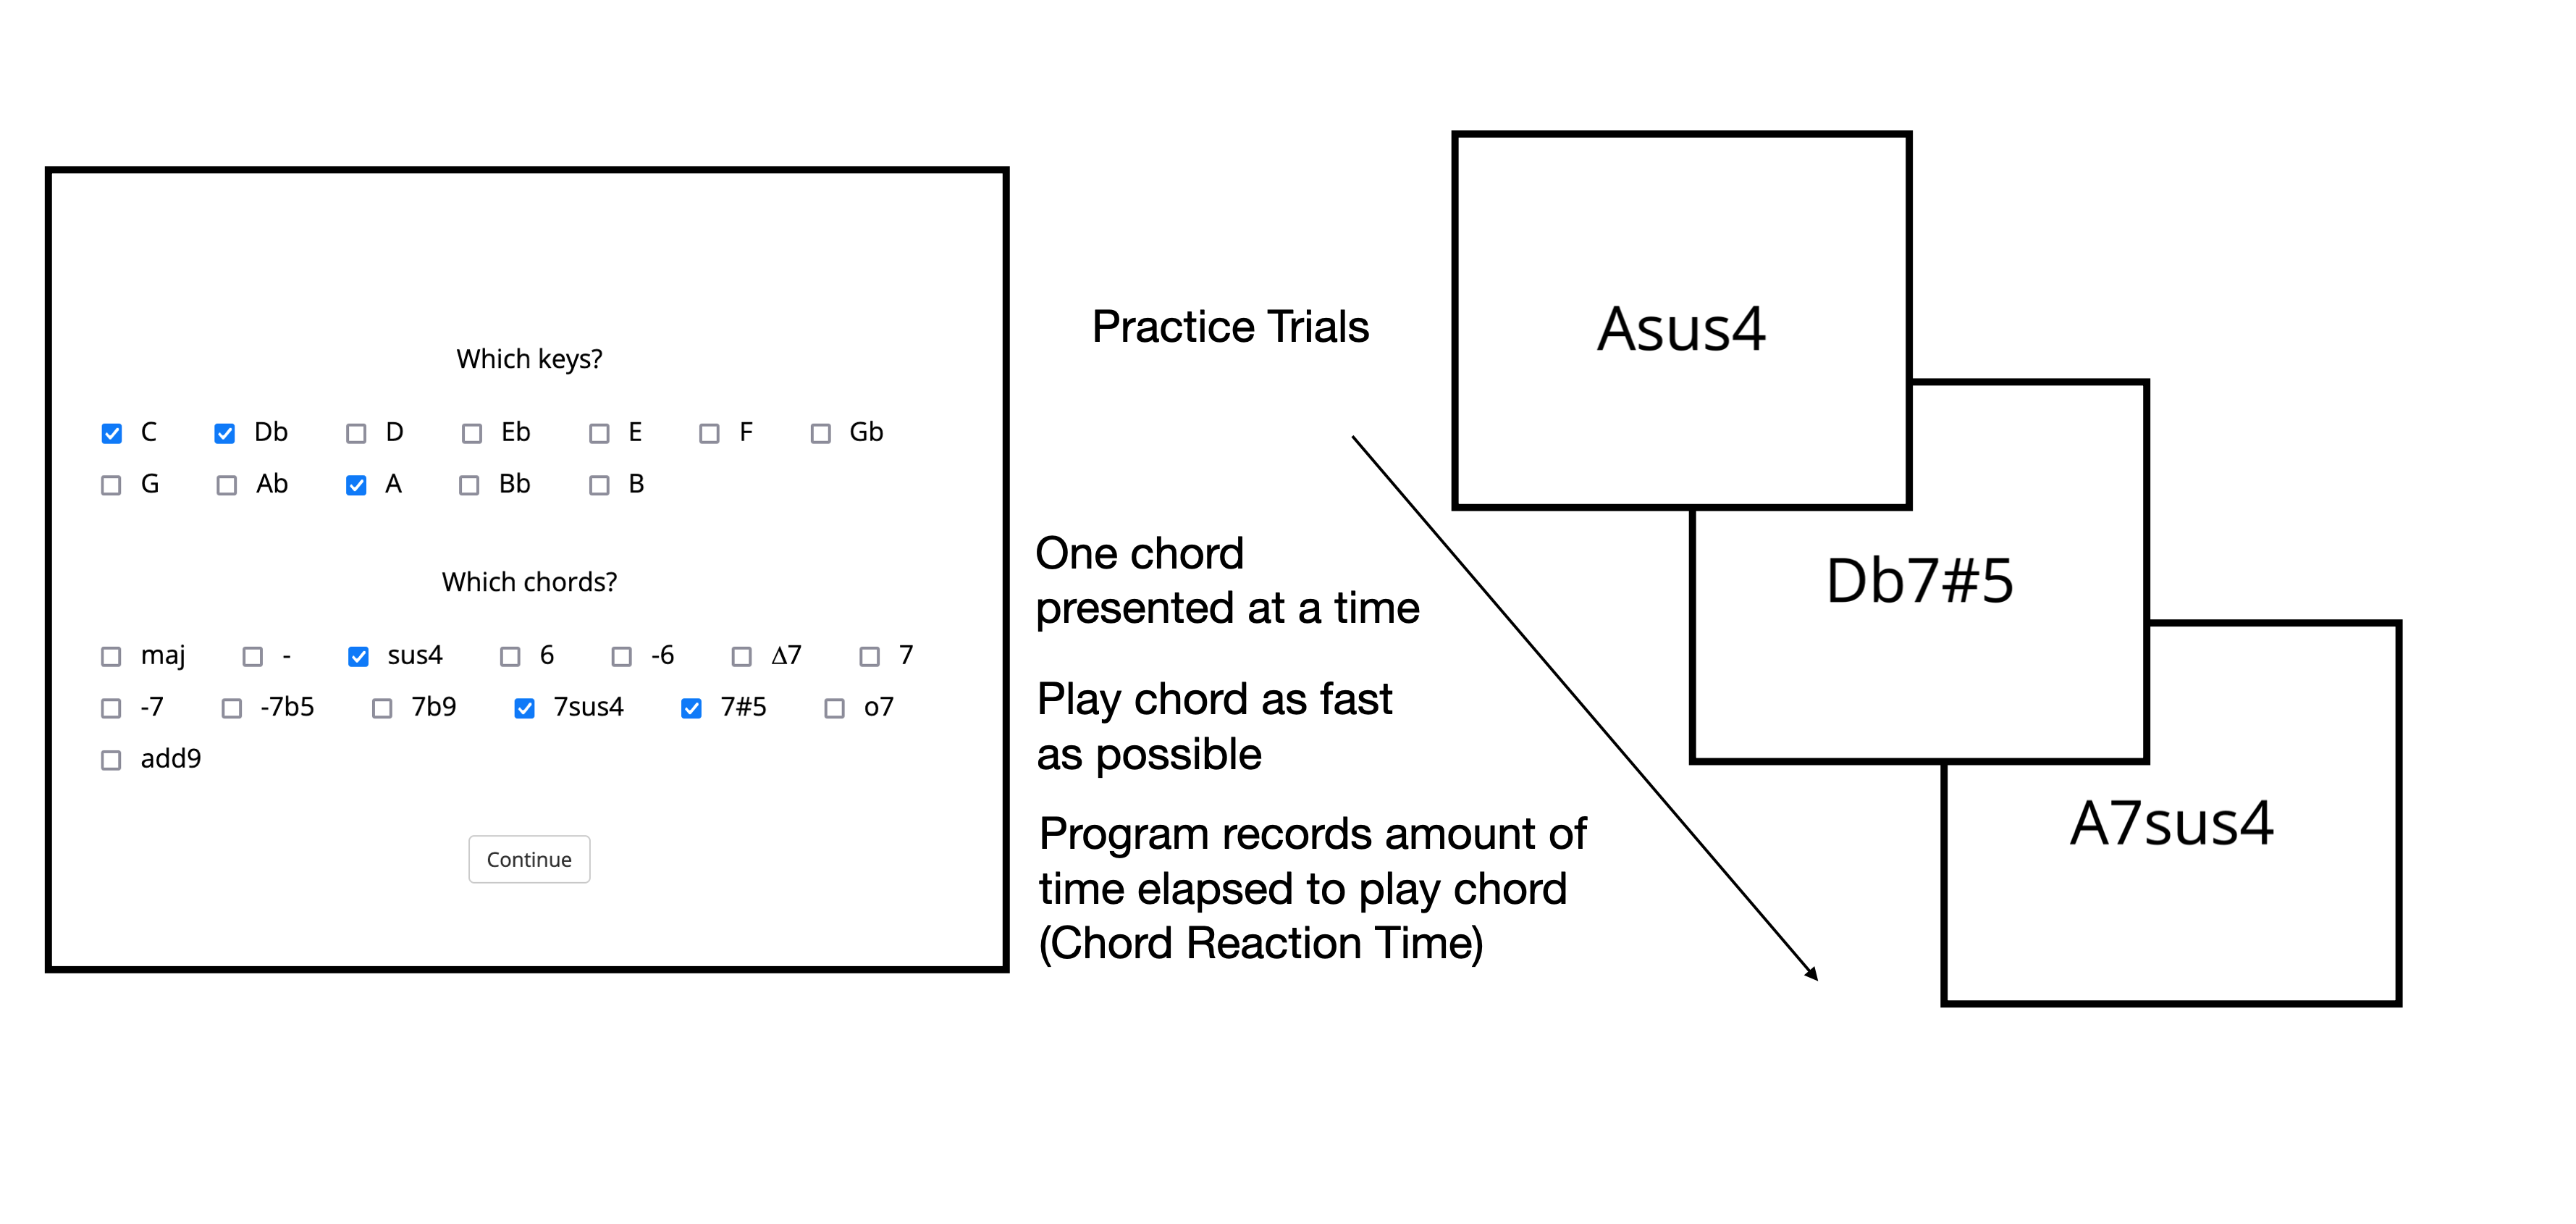 Which keys?
C Db D Eb E F Gb
G Ab A Bb B
Which chords?
maj - sus4 6 -6 Δ7 7
-7 -7b5 7b9 7sus4 7#5 o7
add9
Continue
Practice Trials
One chord
presented at a time
Play chord as fast
as possible
Program records amount of
time elapsed to play chord
(Chord Reaction Time)
Asus4
Db7#5
A7sus4